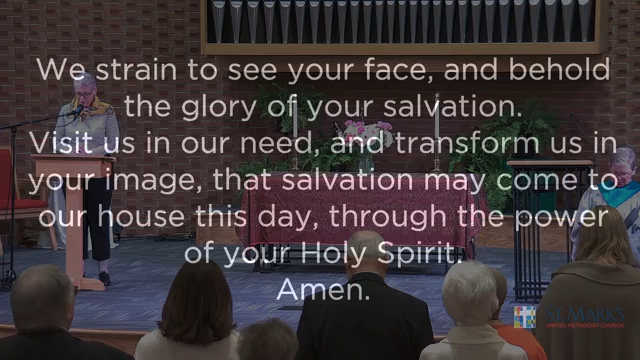 We strain to see your face, and behold
the glory of your salvation.
Visit us in our need, and transform us in
your image, that salvation may come to
our house this day, through the power
of your Holy Spirit.
Amen.
ST. MARK'S
UNITED METHODIST CHURCH